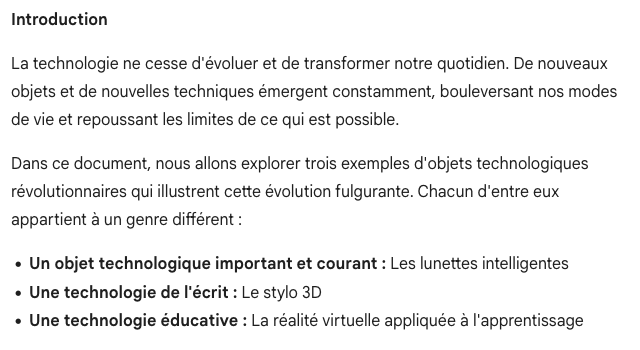 Introduction
La technologie ne cesse d'évoluer et de transformer notre quotidien. De nouveaux
objets et de nouvelles techniques émergent constamment, bouleversant nos modes
de vie et repoussant les limites de ce qui est possible.
Dans ce document, nous allons explorer trois exemples d'objets technologiques
révolutionnaires qui illustrent cette évolution fulgurante. Chacun d'entre eux
appartient à un genre différent :
• Un objet technologique important et courant : Les lunettes intelligentes
• Une technologie de l'écrit : Le stylo 3D
• Une technologie éducative : La réalité virtuelle appliquée à l'apprentissage